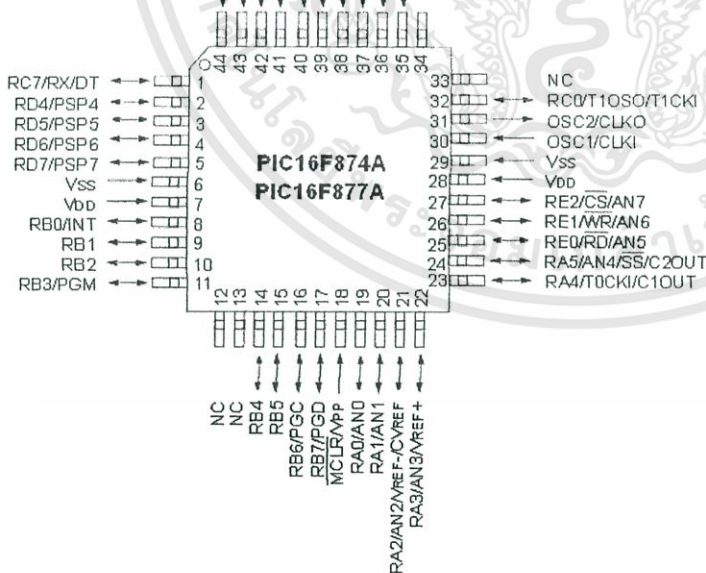 44
43
42
41
40
39
38
37
36
35
34
RC7/RX/DT 1
RD4/PSP4 2
RD5/PSP5 3
RD6/PSP6 4
RD7/PSP7 5
VSS 6
VDD 7
RB0/INT 8
RB1 9
RB2 10
RB3/PGM 11
PIC16F874A
PIC16F877A
33 NC
32 RC0/T1OSO/T1CKI
31 OSC2/CLKO
30 OSC1/CLKI
29 VSS
28 VDD
27 RE2/CS/AN7
26 RE1/WR/AN6
25 RE0/RD/AN5
24 RA5/AN4/SS/C2OUT
23 RA4/T0CKI/C1OUT
12 NC
13 NC
14 RB4
15 RB5
16 RB6/PGC
17 RB7/PGD
18 MCLR/VPP
19 RA0/AN0
20 RA1/AN1
21 RA2/AN2/VREF-/CVREF
22 RA3/AN3/VREF+